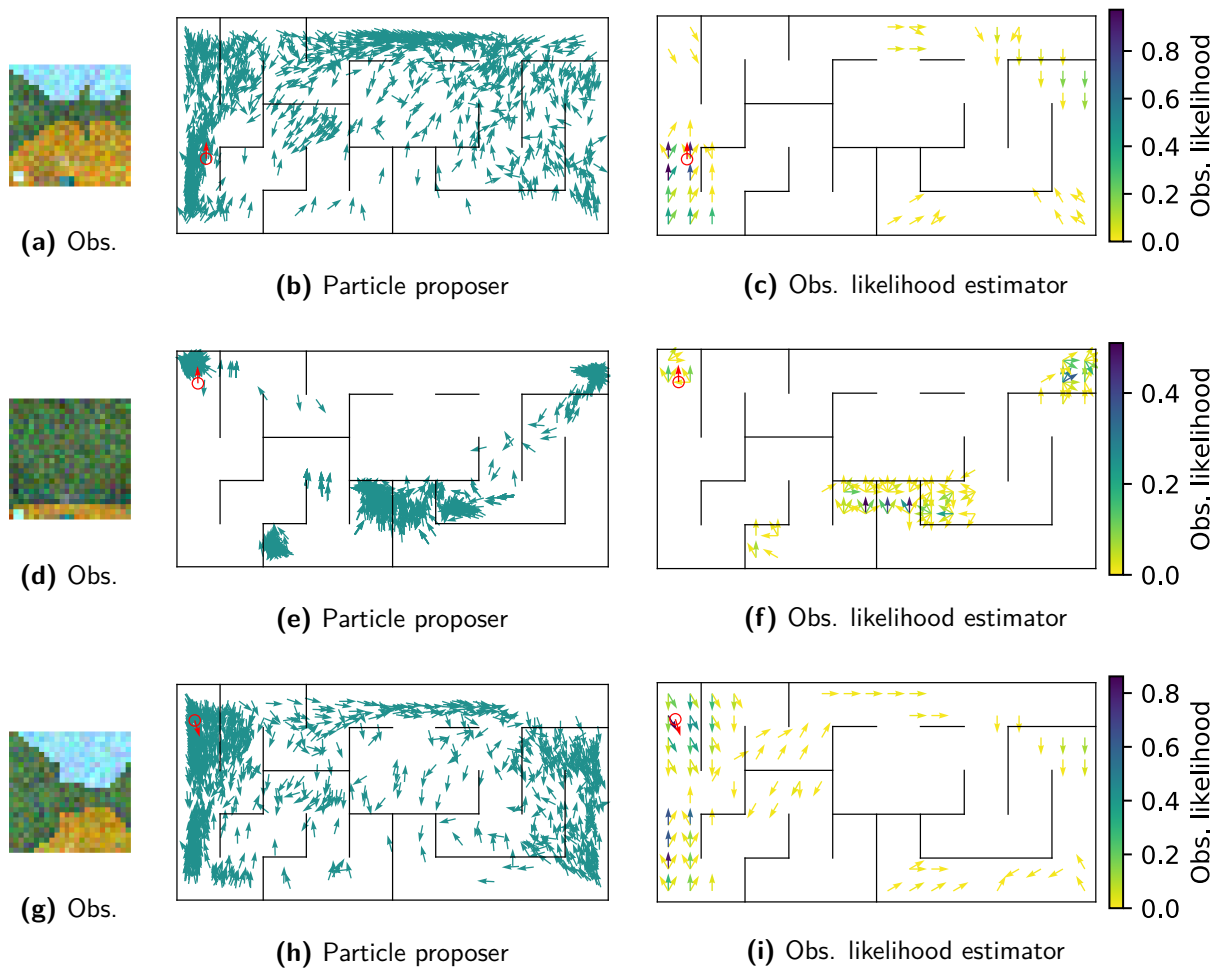 0.8
0.6
0.4
0.2
0.0
Obs. likelihood
(a) Obs.
(b) Particle proposer
(c) Obs. likelihood estimator
0.4
0.2
0.0
Obs. likelihood
(d) Obs.
(e) Particle proposer
(f) Obs. likelihood estimator
0.8
0.6
0.4
0.2
0.0
Obs. likelihood
(g) Obs.
(h) Particle proposer
(i) Obs. likelihood estimator